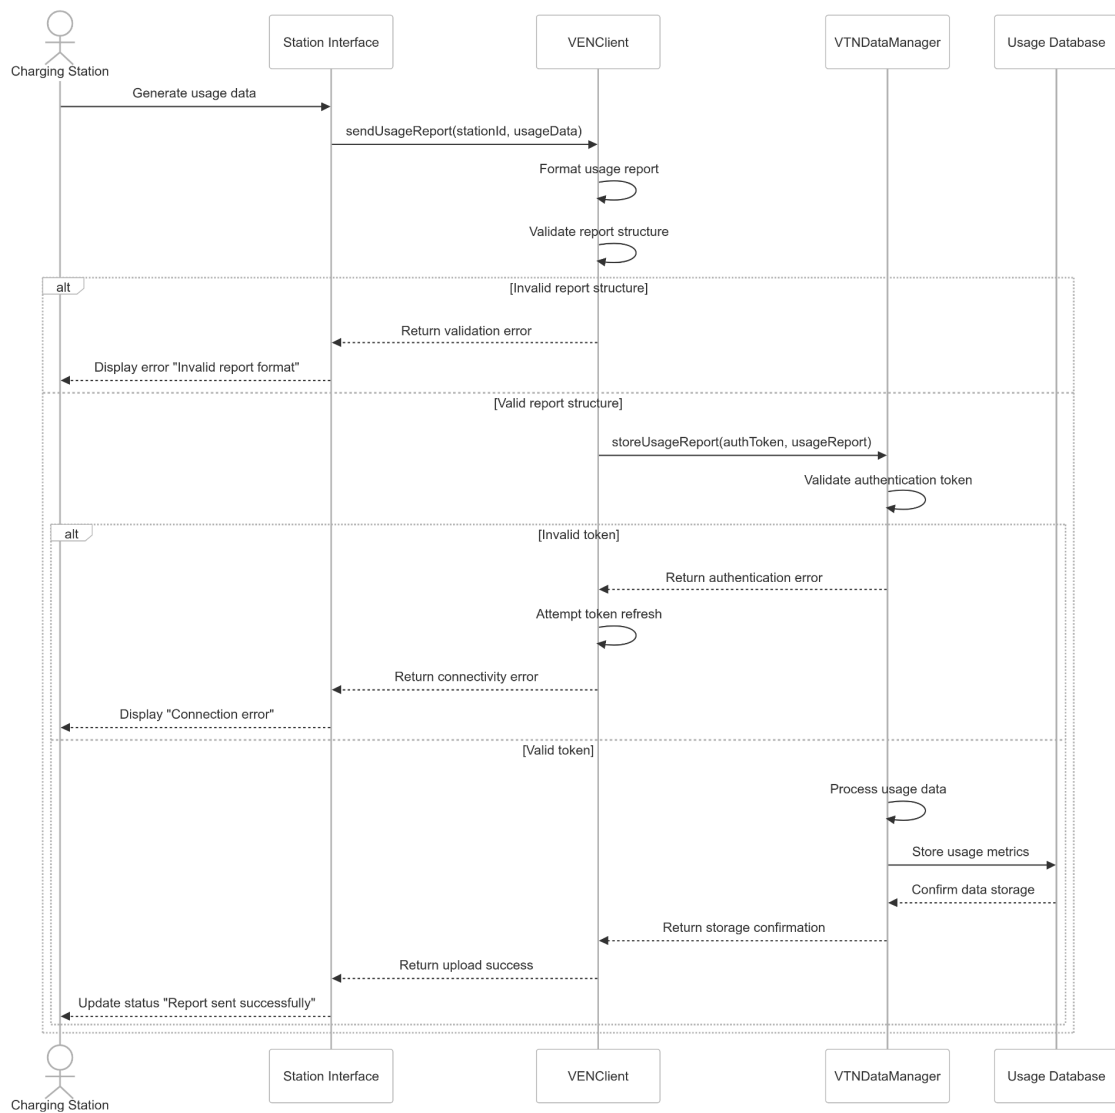 Charging Station
Station Interface
VENClient
VTNDataManager
Usage Database
Generate usage data
sendUsageReport(stationId, usageData)
Format usage report
Validate report structure
alt
[Invalid report structure]
Return validation error
Display error "Invalid report format"
[Valid report structure]
storeUsageReport(authToken, usageReport)
Validate authentication token
alt
[Invalid token]
Return authentication error
Attempt token refresh
Return connectivity error
Display "Connection error"
[Valid token]
Process usage data
Store usage metrics
Confirm data storage
Return storage confirmation
Return upload success
Update status "Report sent successfully"
Charging Station
Station Interface
VENClient
VTNDataManager
Usage Database